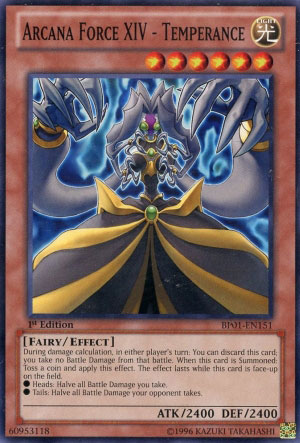 ARCANA FORCE XIV - TEMPERANCE
LIGHT
光
1st Edition
BP01-EN151
[FAIRY/EFFECT]
During damage calculation, in either player's turn: You can discard this card;
you take no Battle Damage from that battle. When this card is Summoned:
Toss a coin and apply this effect. The effect lasts while this card is face-up
on the field.
● Heads: Halve all Battle Damage you take.
● Tails: Halve all Battle Damage your opponent takes.
ATK/2400 DEF/2400
60953118
©1996 KAZUKI TAKAHASHI